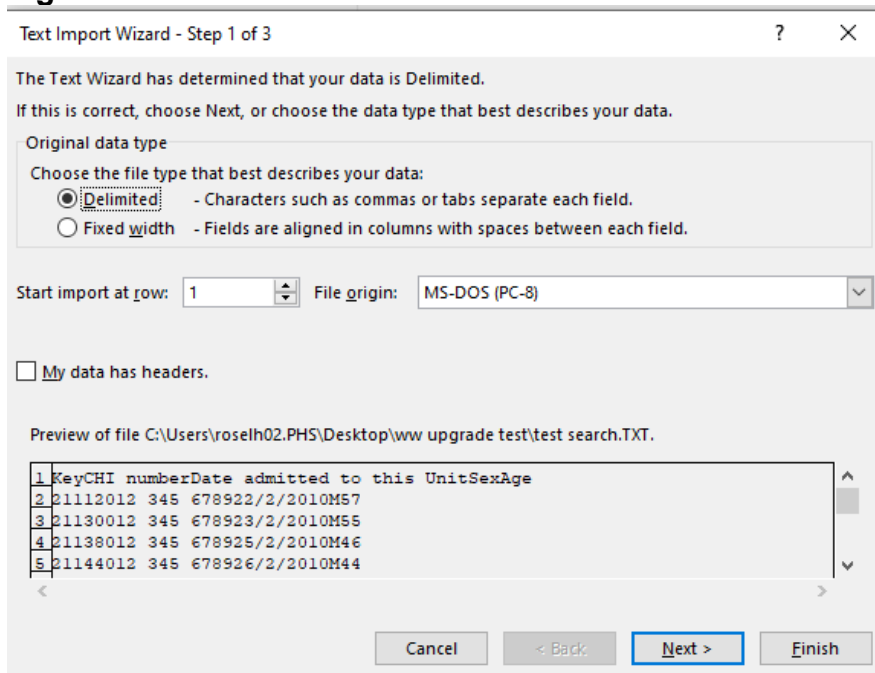 Text Import Wizard - Step 1 of 3 ? ×
The Text Wizard has determined that your data is Delimited.
If this is correct, choose Next, or choose the data type that best describes your data.
Original data type
Choose the file type that best describes your data:
Delimited - Characters such as commas or tabs separate each field.
Fixed width - Fields are aligned in columns with spaces between each field.
Start import at row: 1 File origin: MS-DOS (PC-8)
My data has headers.
Preview of file C:\Users\roselh02.PHS\Desktop\ww upgrade test\test search.TXT.
1 KeyCHI numberDate admitted to this UnitSexAge
2 21112012 345 678922/2/2010M57
3 21130012 345 678923/2/2010M55
4 21138012 345 678925/2/2010M46
5 21144012 345 678926/2/2010M44
Cancel < Back Next > Finish